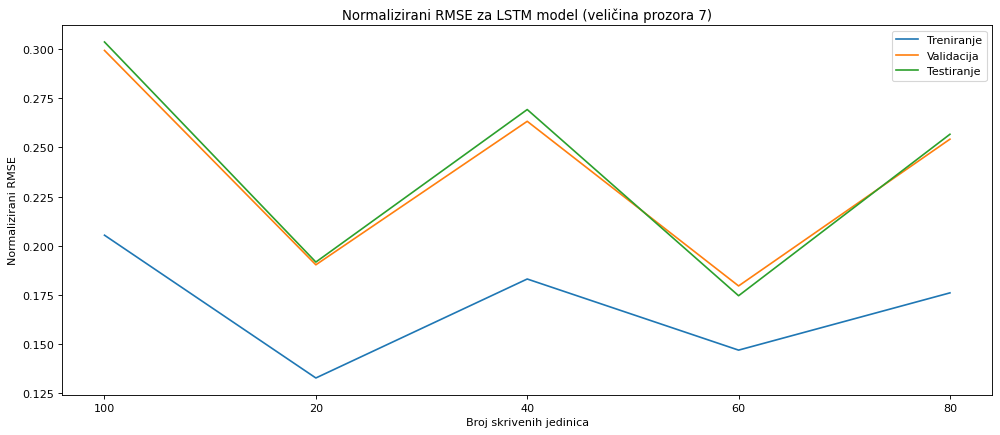 Normalizirani RMSE za LSTM model (veličina prozora 7)
Treniranje
Validacija
Testiranje
Normalizirani RMSE
0.300
0.275
0.250
0.225
0.200
0.175
0.150
0.125
100 20 40 60 80
Broj skrivenih jedinica